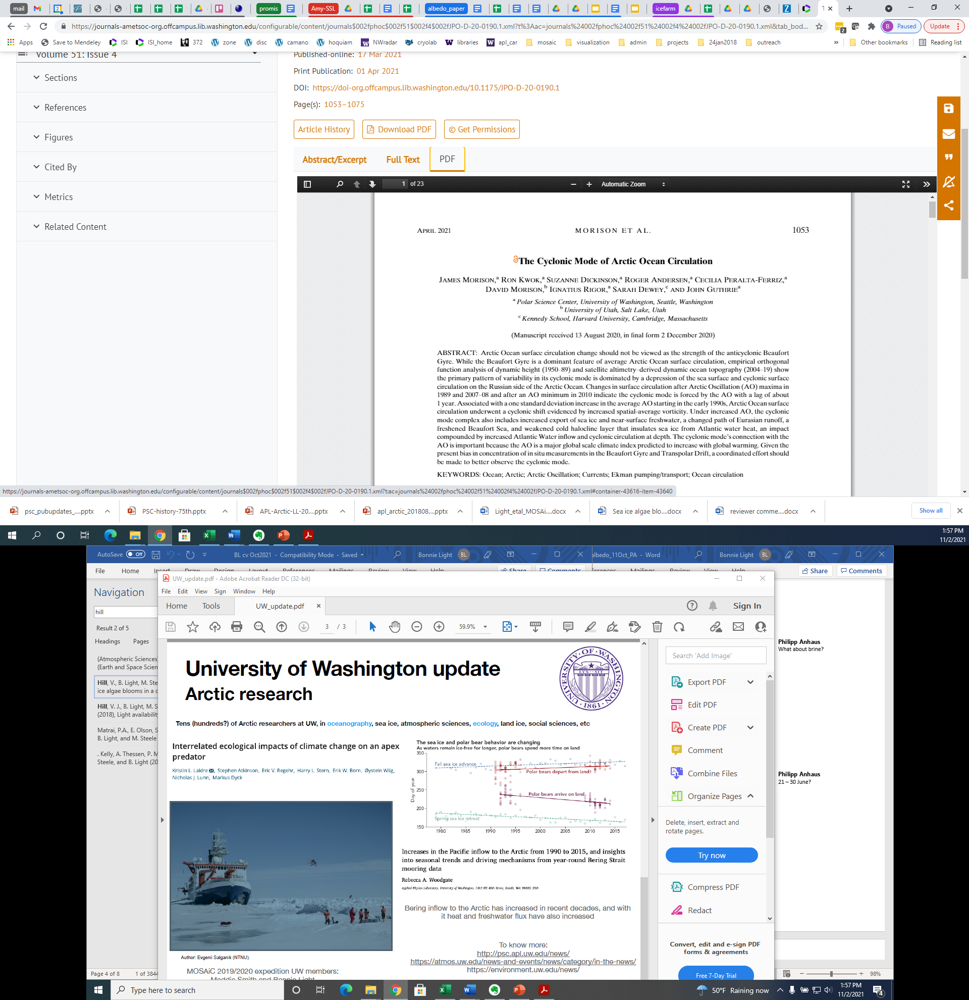 mail
promis
Amy-SSL
albedo_paper
icefarm
https://journals-ametsoc-org.offcampus.lib.washington.edu/configurable/content/journals$002fphoc$002f51$002f4$002fJPO-D-20-0190.1.xml?t%3Aac=journals%24002fphoc%24002f51%24002f4%24002fJPO-D-20-0190.1.xml&tab_bod...
2
B Paused
Update
Apps
Save to Mendeley
ISI
ISI_home
372
zone
disc
camano
hoquiam
NWradar
cryolab
libraries
apl_car
mosaic
visualization
admin
projects
24jan2018
outreach
»
Other bookmarks
Reading list
Volume 51: Issue 4
Sections
References
Figures
Cited By
Metrics
Related Content
Published-online: 17 Mar 2021
Print Publication: 01 Apr 2021
DOI: https://doi-org.offcampus.lib.washington.edu/10.1175/JPO-D-20-0190.1
Page(s): 1053–1075
Article History
Download PDF
© Get Permissions
Abstract/Excerpt
Full Text
PDF
1 of 23
Automatic Zoom
APRIL 2021
MORISON ET AL.
1053
The Cyclonic Mode of Arctic Ocean Circulation
JAMES MORISON,a RON KWOK,a SUZANNE DICKINSON,a ROGER ANDERSEN,a CECILIA PERALTA-FERRIZ,a
DAVID MORISON,b IGNATIUS RIGOR,a SARAH DEWEY,c AND JOHN GUTHRIEa
a Polar Science Center, University of Washington, Seattle, Washington
b University of Utah, Salt Lake, Utah
c Kennedy School, Harvard University, Cambridge, Massachusetts
(Manuscript received 13 August 2020, in final form 2 December 2020)
ABSTRACT: Arctic Ocean surface circulation change should not be viewed as the strength of the anticyclonic Beaufort
Gyre. While the Beaufort Gyre is a dominant feature of average Arctic Ocean surface circulation, empirical orthogonal
function analysis of dynamic height (1950–89) and satellite altimetry–derived dynamic ocean topography (2004–19) show
the primary pattern of variability in its cyclonic mode is dominated by a depression of the sea surface and cyclonic surface
circulation on the Russian side of the Arctic Ocean. Changes in surface circulation after Arctic Oscillation (AO) maxima in
1989 and 2007–08 and after an AO minimum in 2010 indicate the cyclonic mode is forced by the AO with a lag of about
1 year. Associated with a one standard deviation increase in the average AO starting in the early 1990s, Arctic Ocean surface
circulation underwent a cyclonic shift evidenced by increased spatial-average vorticity. Under increased AO, the cyclonic
mode complex also includes increased export of sea ice and near-surface freshwater, a changed path of Eurasian runoff, a
freshened Beaufort Sea, and weakened cold halocline layer that insulates sea ice from Atlantic water heat, an impact
compounded by increased Atlantic Water inflow and cyclonic circulation at depth. The cyclonic mode's connection with the
AO is important because the AO is a major global scale climate index predicted to increase with global warming. Given the
present bias in concentration of in situ measurements in the Beaufort Gyre and Transpolar Drift, a coordinated effort should
be made to better observe the cyclonic mode.
KEYWORDS: Ocean; Arctic; Arctic Oscillation; Currents; Ekman pumping/transport; Ocean circulation
https://journals-ametsoc-org.offcampus.lib.washington.edu/configurable/content/journals$002fphoc$002f51$002f4$002fJPO-D-20-0190.1.xml?t:ac=journals%24002fphoc%24002f51%24002f4%24002fJPO-D-20-0190.1.xml#container-43616-item-43640
psc_pubupdates_....pptx
PSC-history-75th.pptx
APL-Arctic-LL-20....pptx
apl_arctic_201808....pptx
Light_etal_MOSAi....docx
Sea ice algae blo....docx
reviewer comme....docx
Show all
1:57 PM
11/2/2021
AutoSave Off
BL cv Oct2021 - Compatibility Mode - Saved
Bonnie Light BL
albedo_11Oct_PA - Word
Bonnie Light BL
File Home Insert Draw Design Layout References Mailings Review View Help Share Comments
ferences Mailings Review View Help Share Comments
Navigation
hill
Result 2 of 5
Headings Pages
(Atmospheric Sciences)
(Earth and Space Scien
Hill, V., B. Light, M. Ste
ice algae blooms in a c
Hill, V. J., B. Light, M. S
(2018), Light availability
Matrai, P.A., E. Olson, S
B. Light, and M. Steele
. Kelly, A. Thessen, P. M
Steele, and B. Light (20
Page 4 of 8 1 of 3844
UW_update.pdf - Adobe Acrobat Reader DC (32-bit)
File Edit View Sign Window Help
Home Tools UW_update.pdf
Sign In
3 / 3
59.9%
University of Washington update
Arctic research
UNIVERSITY·OF·WASHINGTON
LVX SIT
1861
Tens (hundreds?) of Arctic researchers at UW, in oceanography, sea ice, atmospheric sciences, ecology, land ice, social sciences, etc
Interrelated ecological impacts of climate change on an apex
predator
Kristin L. Laidre, Stephen Atkinson, Eric V. Regehr, Harry L. Stern, Erik W. Born, Øystein Wiig,
Nicholas J. Lunn, Markus Dyck
The sea ice and polar bear behavior are changing
As waters remain ice-free for longer, polar bears spend more time on land
350
300
250
200
150
Day of year
Fall sea ice advance
Polar bears depart from land
Polar bears arrive on land
Spring sea ice retreat
1980 1985 1990 1995 2000 2005 2010 2015
Increases in the Pacific inflow to the Arctic from 1990 to 2015, and insights
into seasonal trends and driving mechanisms from year-round Bering Strait
mooring data
Rebecca A. Woodgate
Applied Physics Laboratory, University of Washington, 1013 NE 40th Street, Seattle, WA 98105, USA
Bering inflow to the Arctic has increased in recent decades, and with
it heat and freshwater flux have also increased
To know more:
http://psc.apl.uw.edu/news/
https://atmos.uw.edu/news-and-events/news/category/in-the-news/
https://environment.uw.edu/news/
Author: Evgenii Salganik (NTNU).
MOSAiC 2019/2020 expedition UW members:
Maddie Smith and Bonnie Light
Search 'Add Image'
Export PDF
Edit PDF
Create PDF
Comment
Combine Files
Organize Pages
Delete, insert, extract and
rotate pages.
Try now
Compress PDF
Redact
Convert, edit and e-sign PDF
forms & agreements
Free 7-Day Trial
Philipp Anhaus
What about brine?
Philipp Anhaus
21 – 30 June?
98%
Type here to search
50°F Raining now
1:57 PM
11/2/2021
4